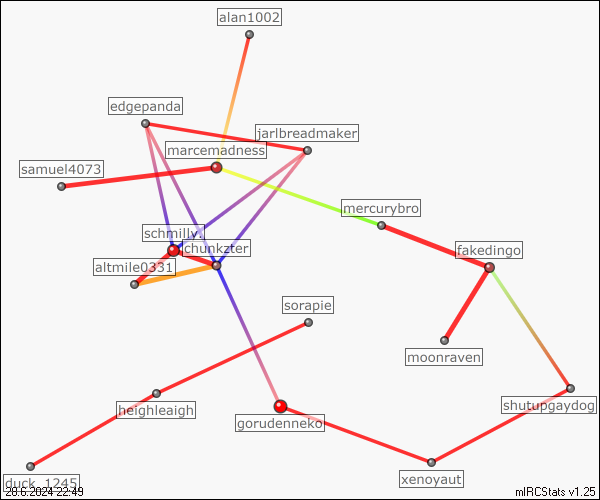 alan1002
edgepanda
jarlbreadmaker
marcemadness
samuel4073
mercurybro
schmilly.
chunkzter
fakedingo
altmile0331
sorapie
moonraven
heighleaigh
shutupgaydog
gorudenneko
xenoyaut
duck_1245
20.6.2024 22:49
mIRCStats v1.25